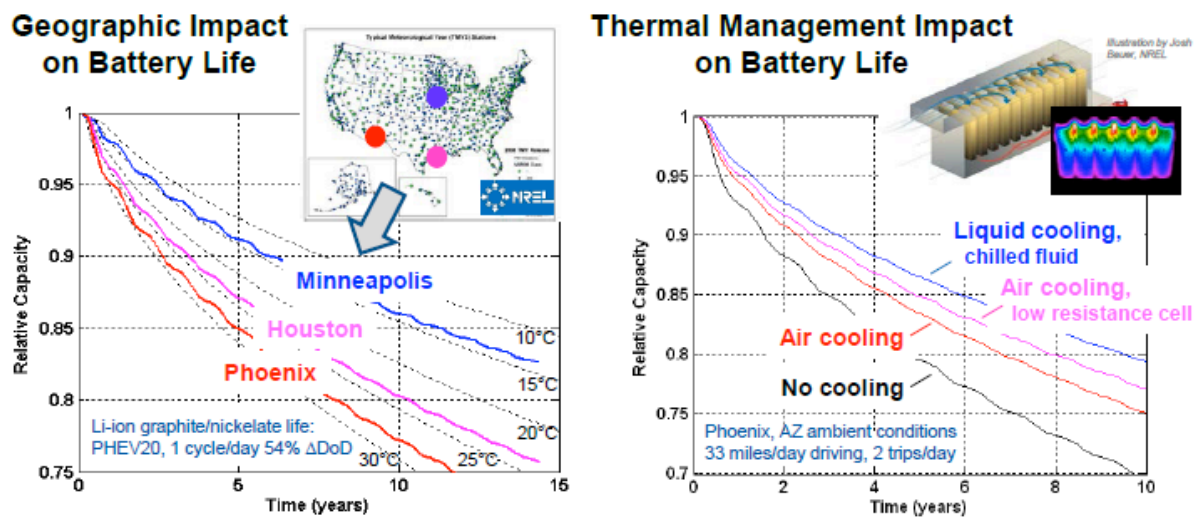 Geographic Impact
on Battery Life
Typical Meteorological Year (TMY3) Stations
NREL
1
0.95
0.9
0.85
0.8
0.75
Relative Capacity
Minneapolis
Houston
Phoenix
10°C
15°C
20°C
25°C
30°C
Li-ion graphite/nickelate life:
PHEV20, 1 cycle/day 54% ΔDoD
0
5
10
15
Time (years)
Thermal Management Impact
on Battery Life
Illustration by Josh
Bauer, NREL
1
0.95
0.9
0.85
0.8
0.75
0.7
Relative Capacity
Liquid cooling,
chilled fluid
Air cooling,
low resistance cell
Air cooling
No cooling
Phoenix, AZ ambient conditions
33 miles/day driving, 2 trips/day
0
2
4
6
8
10
Time (years)